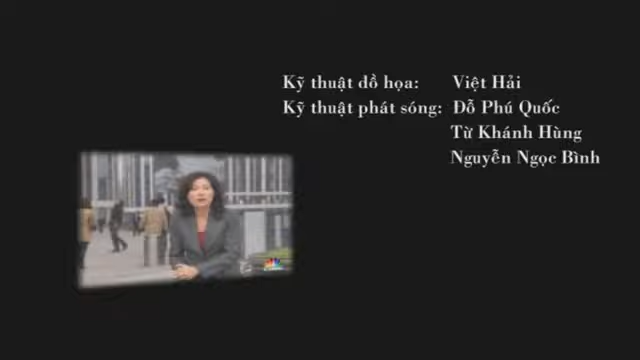 Kỹ thuật đồ họa: Việt Hải
Kỹ thuật phát sóng: Đỗ Phú Quốc
Từ Khánh Hùng
Nguyễn Ngọc Bình